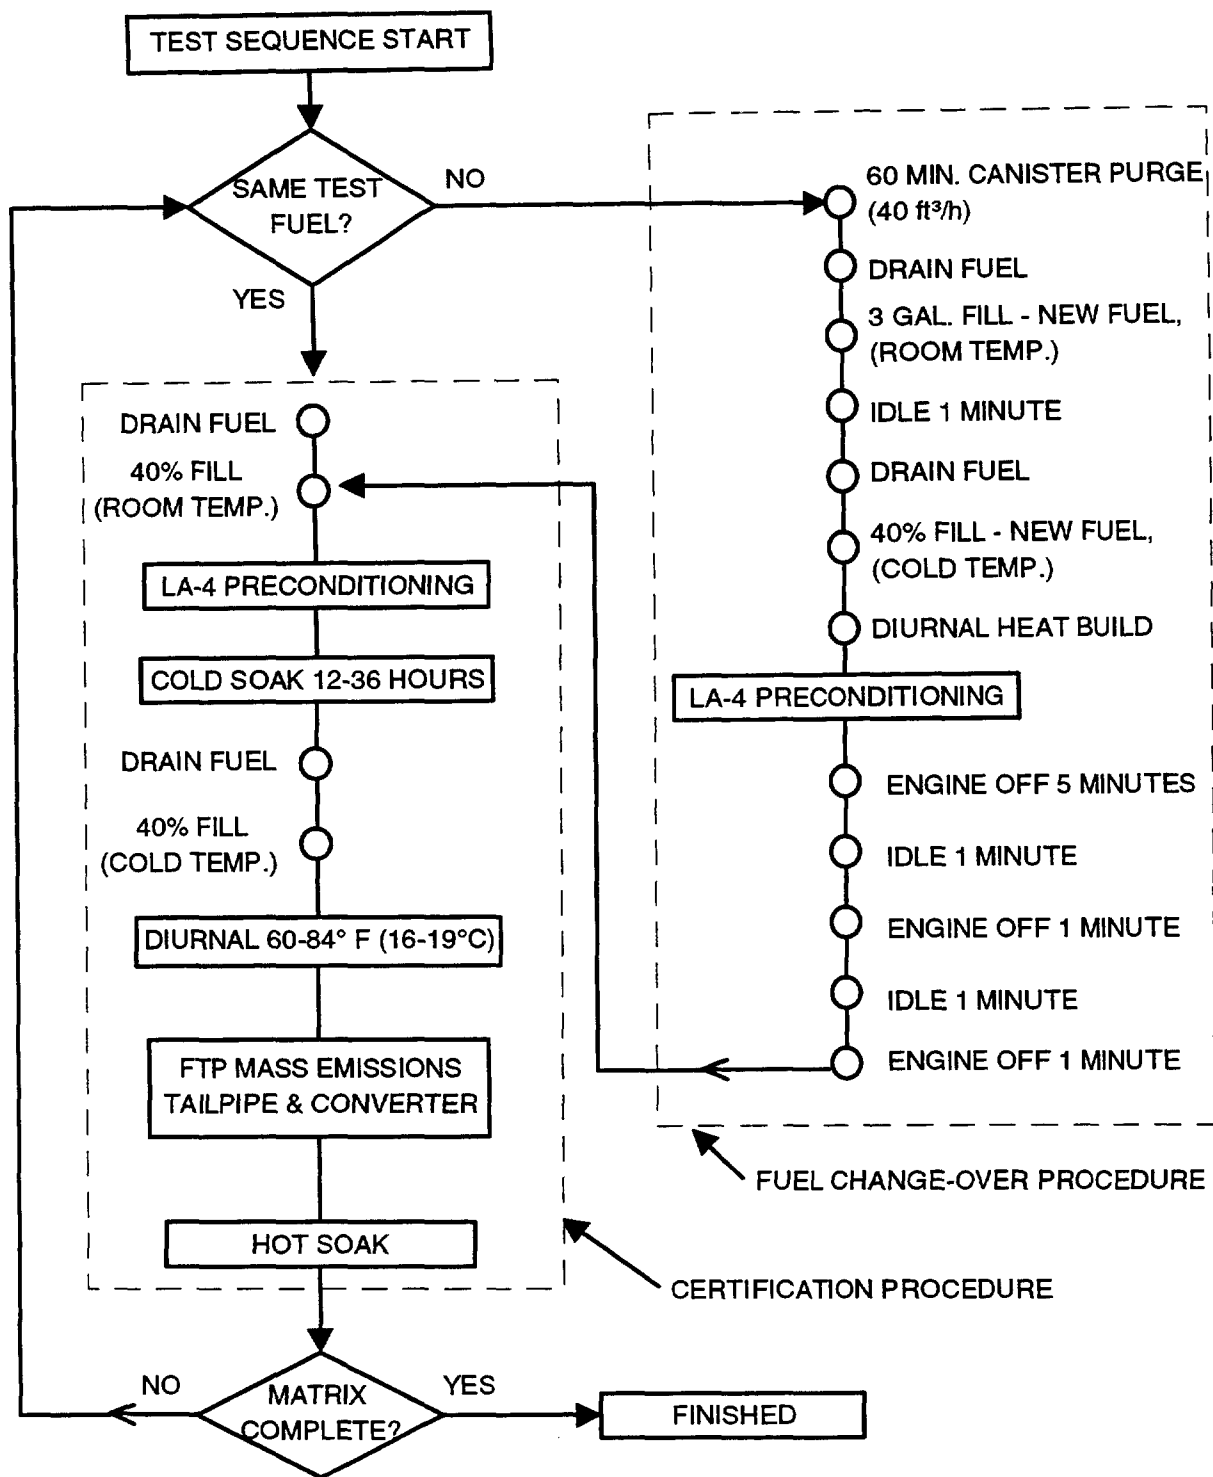 TEST SEQUENCE START
SAME TEST
FUEL?
NO
YES
DRAIN FUEL
40% FILL
(ROOM TEMP.)
LA-4 PRECONDITIONING
COLD SOAK 12-36 HOURS
DRAIN FUEL
40% FILL
(COLD TEMP.)
DIURNAL 60-84° F (16-19°C)
FTP MASS EMISSIONS
TAILPIPE & CONVERTER
HOT SOAK
MATRIX
COMPLETE?
NO
YES
FINISHED
60 MIN. CANISTER PURGE
(40 ft³/h)
DRAIN FUEL
3 GAL. FILL - NEW FUEL,
(ROOM TEMP.)
IDLE 1 MINUTE
DRAIN FUEL
40% FILL - NEW FUEL,
(COLD TEMP.)
DIURNAL HEAT BUILD
LA-4 PRECONDITIONING
ENGINE OFF 5 MINUTES
IDLE 1 MINUTE
ENGINE OFF 1 MINUTE
IDLE 1 MINUTE
ENGINE OFF 1 MINUTE
FUEL CHANGE-OVER PROCEDURE
CERTIFICATION PROCEDURE